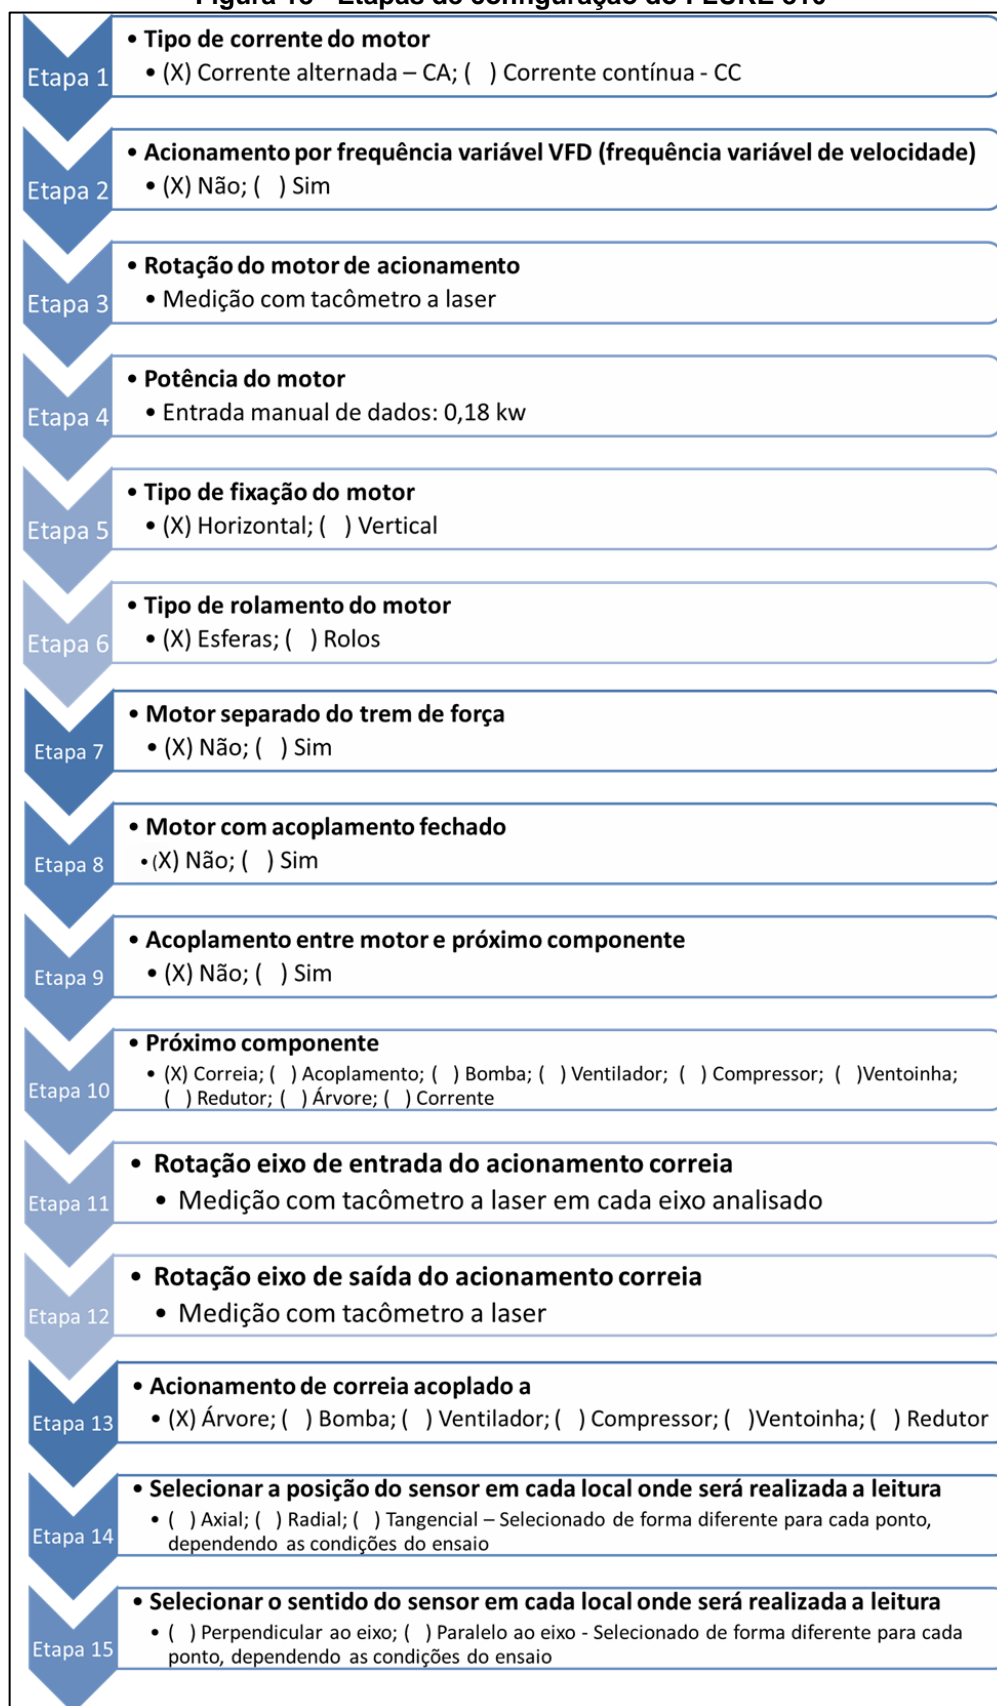 Figura 18 - Etapas de configuração do FLUKE 810
Etapa 1
• Tipo de corrente do motor
• (X) Corrente alternada – CA; ( ) Corrente contínua - CC
Etapa 2
• Acionamento por frequência variável VFD (frequência variável de velocidade)
• (X) Não; ( ) Sim
Etapa 3
• Rotação do motor de acionamento
• Medição com tacômetro a laser
Etapa 4
• Potência do motor
• Entrada manual de dados: 0,18 kw
Etapa 5
• Tipo de fixação do motor
• (X) Horizontal; ( ) Vertical
Etapa 6
• Tipo de rolamento do motor
• (X) Esferas; ( ) Rolos
Etapa 7
• Motor separado do trem de força
• (X) Não; ( ) Sim
Etapa 8
• Motor com acoplamento fechado
• (X) Não; ( ) Sim
Etapa 9
• Acoplamento entre motor e próximo componente
• (X) Não; ( ) Sim
Etapa 10
• Próximo componente
• (X) Correia; ( ) Acoplamento; ( ) Bomba; ( ) Ventilador; ( ) Compressor; ( )Ventoinha;
( ) Redutor; ( ) Árvore; ( ) Corrente
Etapa 11
• Rotação eixo de entrada do acionamento correia
• Medição com tacômetro a laser em cada eixo analisado
Etapa 12
• Rotação eixo de saída do acionamento correia
• Medição com tacômetro a laser
Etapa 13
• Acionamento de correia acoplado a
• (X) Árvore; ( ) Bomba; ( ) Ventilador; ( ) Compressor; ( )Ventoinha; ( ) Redutor
Etapa 14
• Selecionar a posição do sensor em cada local onde será realizada a leitura
• ( ) Axial; ( ) Radial; ( ) Tangencial – Selecionado de forma diferente para cada ponto,
dependendo as condições do ensaio
Etapa 15
• Selecionar o sentido do sensor em cada local onde será realizada a leitura
• ( ) Perpendicular ao eixo; ( ) Paralelo ao eixo - Selecionado de forma diferente para cada
ponto, dependendo as condições do ensaio